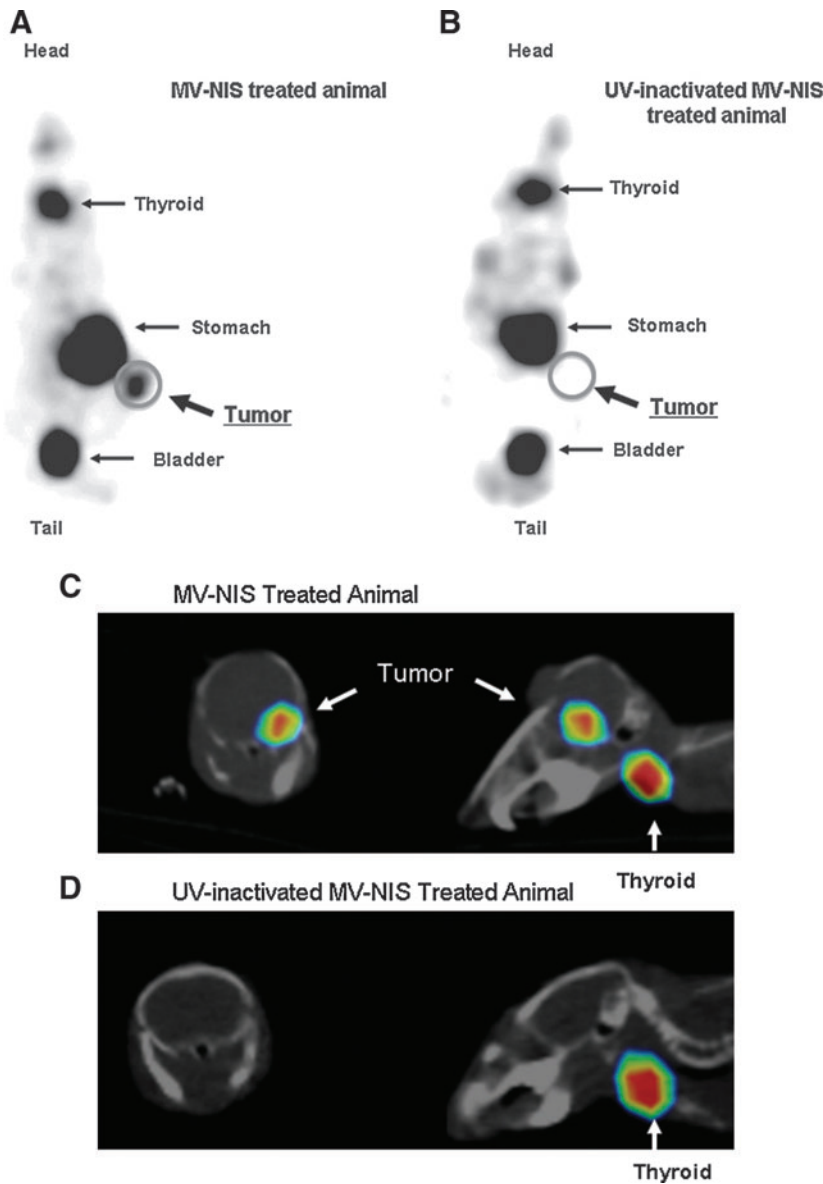 A
Head
MV-NIS treated animal
Thyroid
Stomach
Tumor
Bladder
Tail
B
Head
UV-inactivated MV-NIS
treated animal
Thyroid
Stomach
Tumor
Bladder
Tail
C
MV-NIS Treated Animal
Tumor
Thyroid
D
UV-inactivated MV-NIS Treated Animal
Thyroid